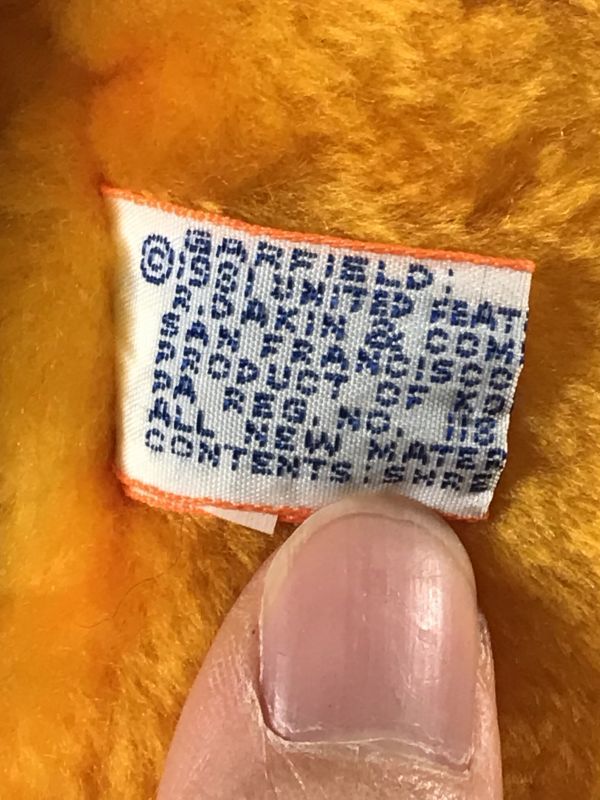 GARFIELD:
©1981 UNITED FEAT
R. DAKIN & COM
SAN FRANCISCO
PRODUCT OF KO
PA. REG. NO. 118
ALL NEW MATER
CONTENTS: SHRE